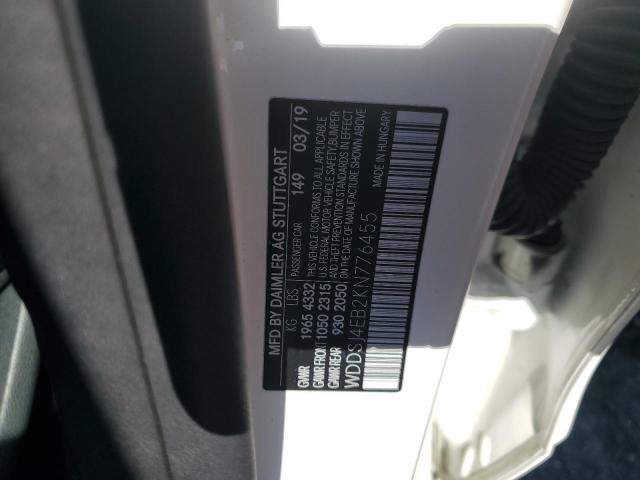 MFD BY DAIMLER AG STUTTGART
KG LBS PASSENGER CAR 149 03/19
GVWR 1965 4332 THIS VEHICLE CONFORMS TO ALL APPLICABLE
GAWR FRONT 1050 2315 U.S. FEDERAL MOTOR VEHICLE SAFETY, BUMPER
GAWR REAR 930 2050 AND THEFT PREVENTION STANDARDS IN EFFECT
ON THE DATE OF MANUFACTURE SHOWN ABOVE
WDDSJ4EB2KN776455
MADE IN HUNGARY